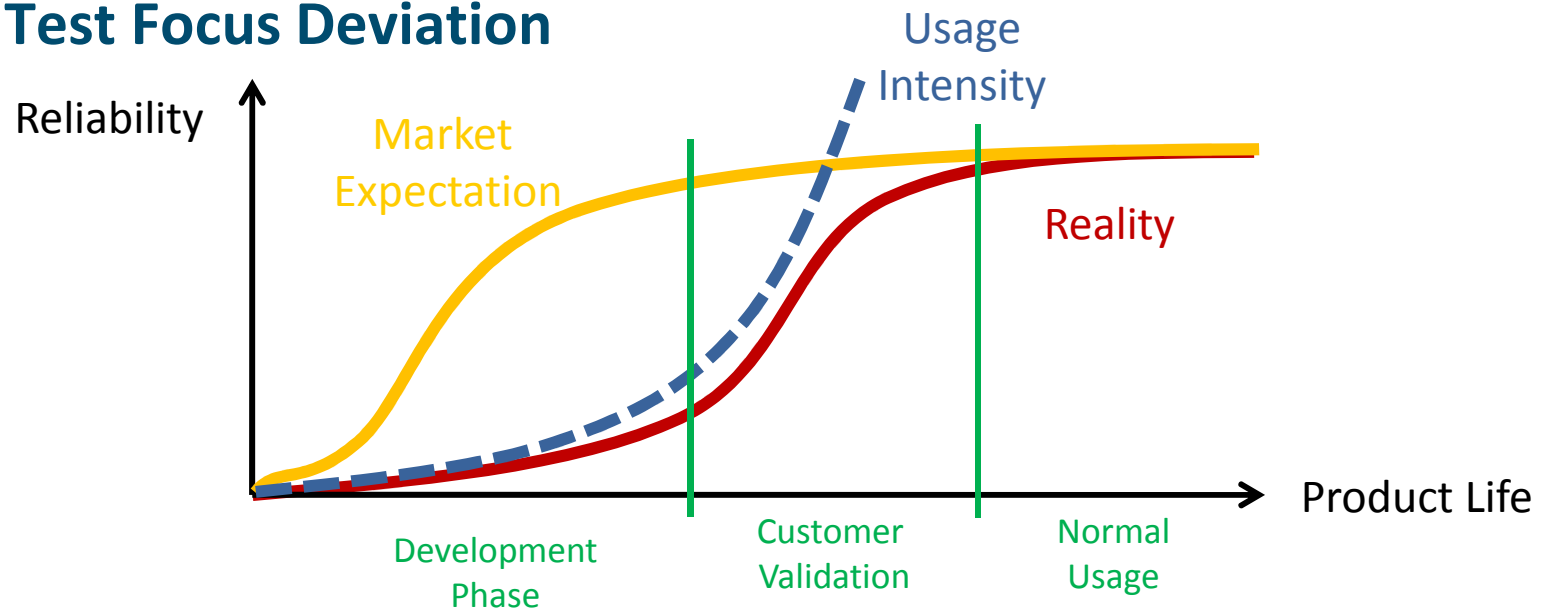 Test Focus Deviation
Usage
Intensity
Reliability
Market
Expectation
Reality
Product Life
Development
Phase
Customer
Validation
Normal
Usage